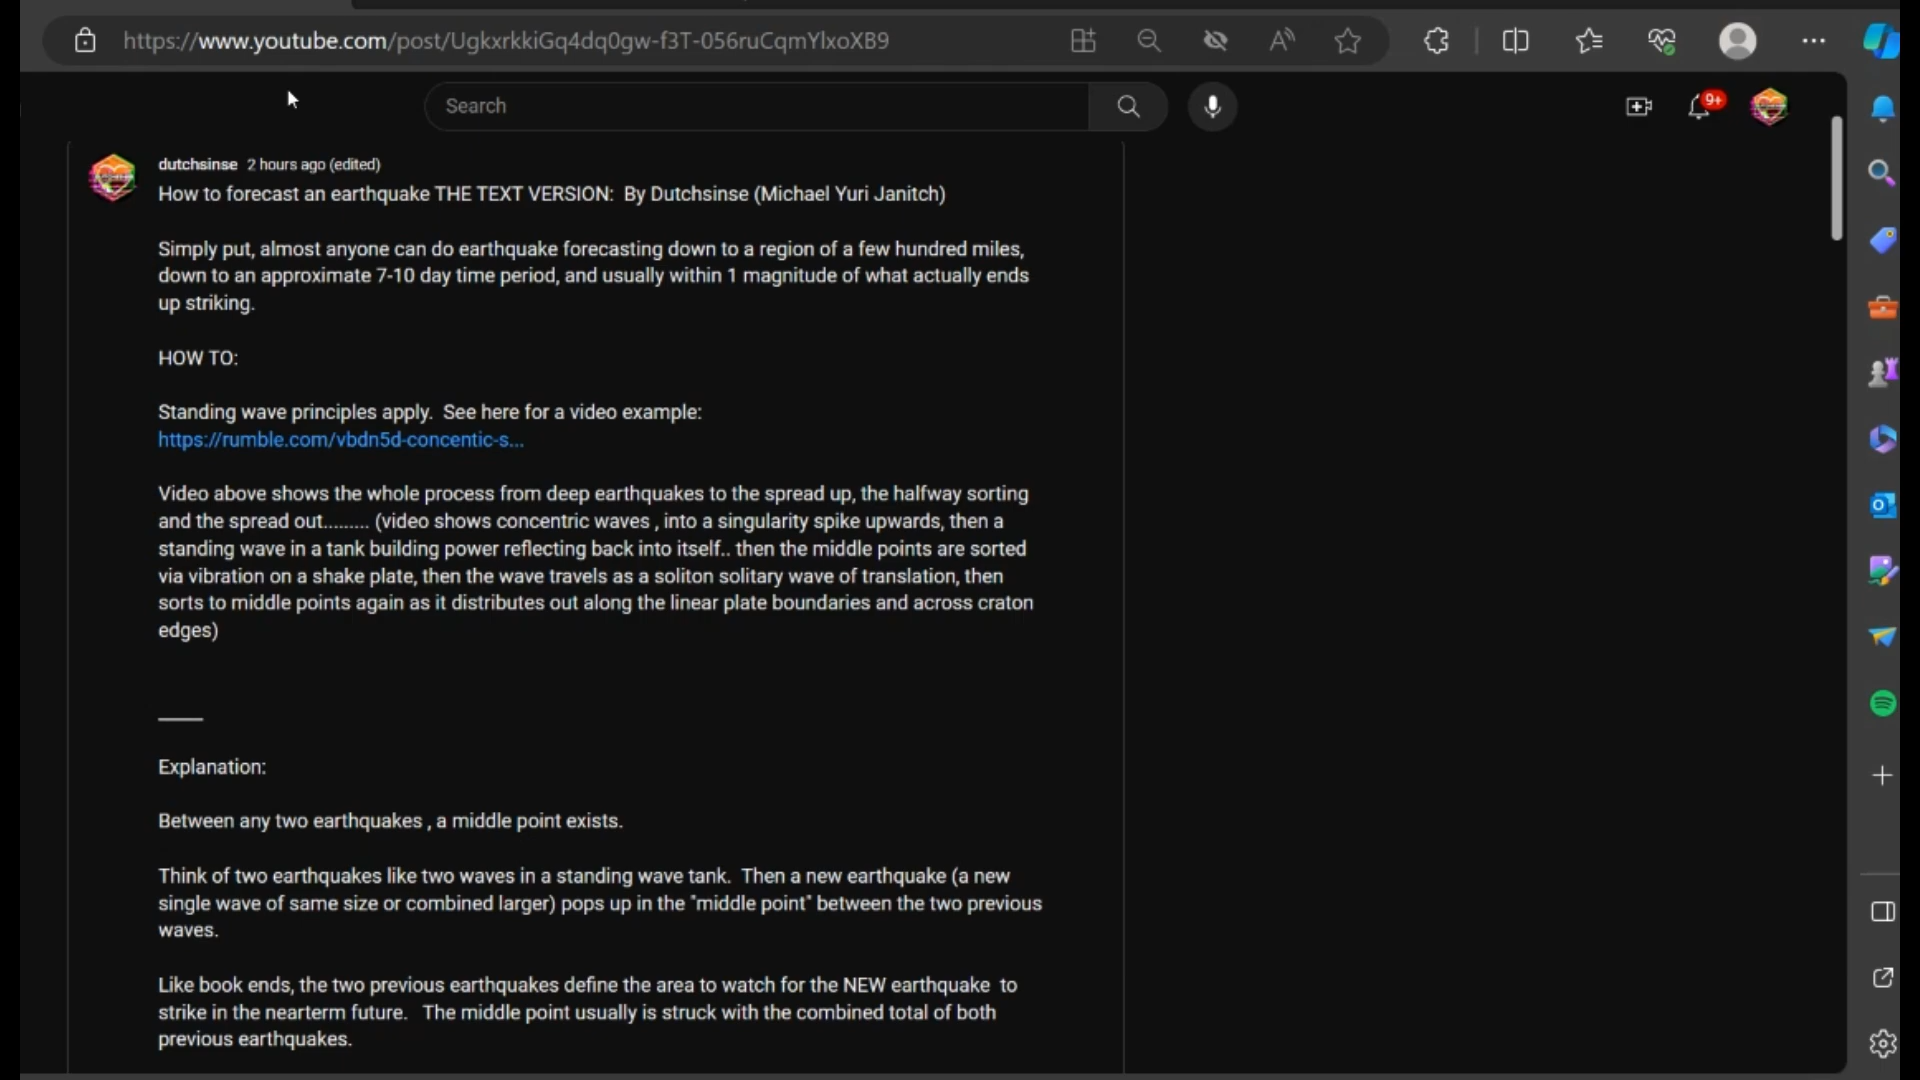 https://www.youtube.com/post/UgkxrkkiGq4dq0gw-f3T-056ruCqmYlxoXB9
Search
9+
dutchsinse 2 hours ago (edited)
How to forecast an earthquake THE TEXT VERSION: By Dutchsinse (Michael Yuri Janitch)
Simply put, almost anyone can do earthquake forecasting down to a region of a few hundred miles,
down to an approximate 7-10 day time period, and usually within 1 magnitude of what actually ends
up striking.
HOW TO:
Standing wave principles apply. See here for a video example:
https://rumble.com/vbdn5d-concentic-s...
Video above shows the whole process from deep earthquakes to the spread up, the halfway sorting
and the spread out......... (video shows concentric waves , into a singularity spike upwards, then a
standing wave in a tank building power reflecting back into itself.. then the middle points are sorted
via vibration on a shake plate, then the wave travels as a soliton solitary wave of translation, then
sorts to middle points again as it distributes out along the linear plate boundaries and across craton
edges)
Explanation:
Between any two earthquakes , a middle point exists.
Think of two earthquakes like two waves in a standing wave tank. Then a new earthquake (a new
single wave of same size or combined larger) pops up in the "middle point" between the two previous
waves.
Like book ends, the two previous earthquakes define the area to watch for the NEW earthquake to
strike in the nearterm future. The middle point usually is struck with the combined total of both
previous earthquakes.